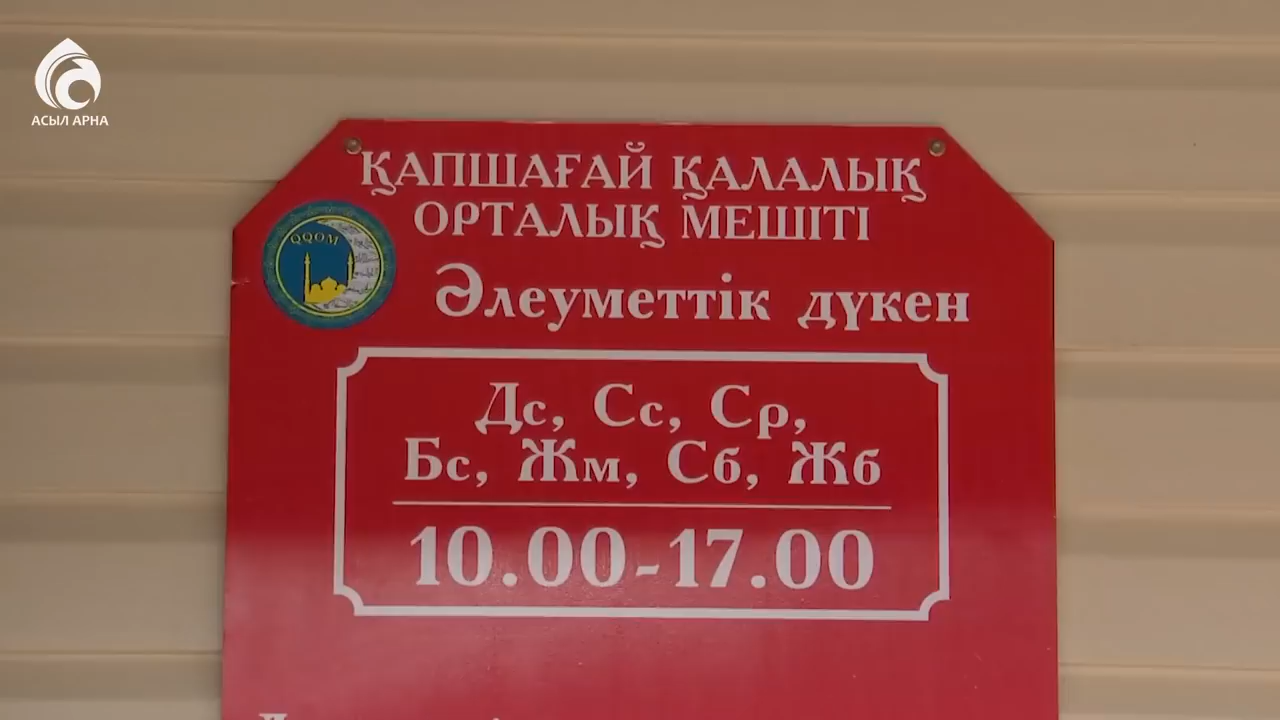 АСЫЛ АРНА
ҚАПШАҒАЙ ҚАЛАЛЫҚ
ОРТАЛЫҚ МЕШІТІ
QQOM
Әлеуметтік дүкен
Дс, Сс, Ср,
Бс, Жм, Сб, Жб
10.00-17.00